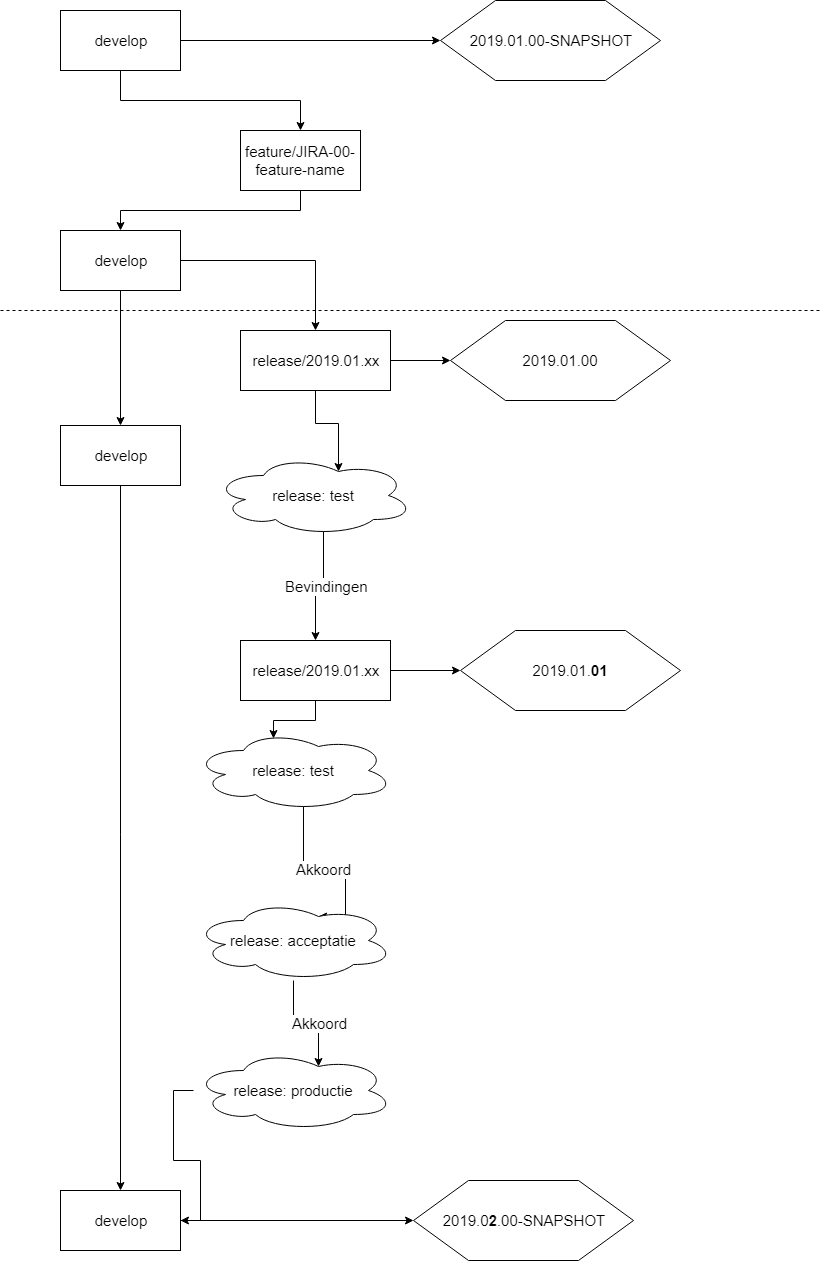 develop
2019.01.00-SNAPSHOT
feature/JIRA-00-
feature-name
develop
release/2019.01.xx
2019.01.00
develop
release: test
Bevindingen
release/2019.01.xx
2019.01.01
release: test
Akkoord
release: acceptatie
Akkoord
release: productie
develop
2019.02.00-SNAPSHOT